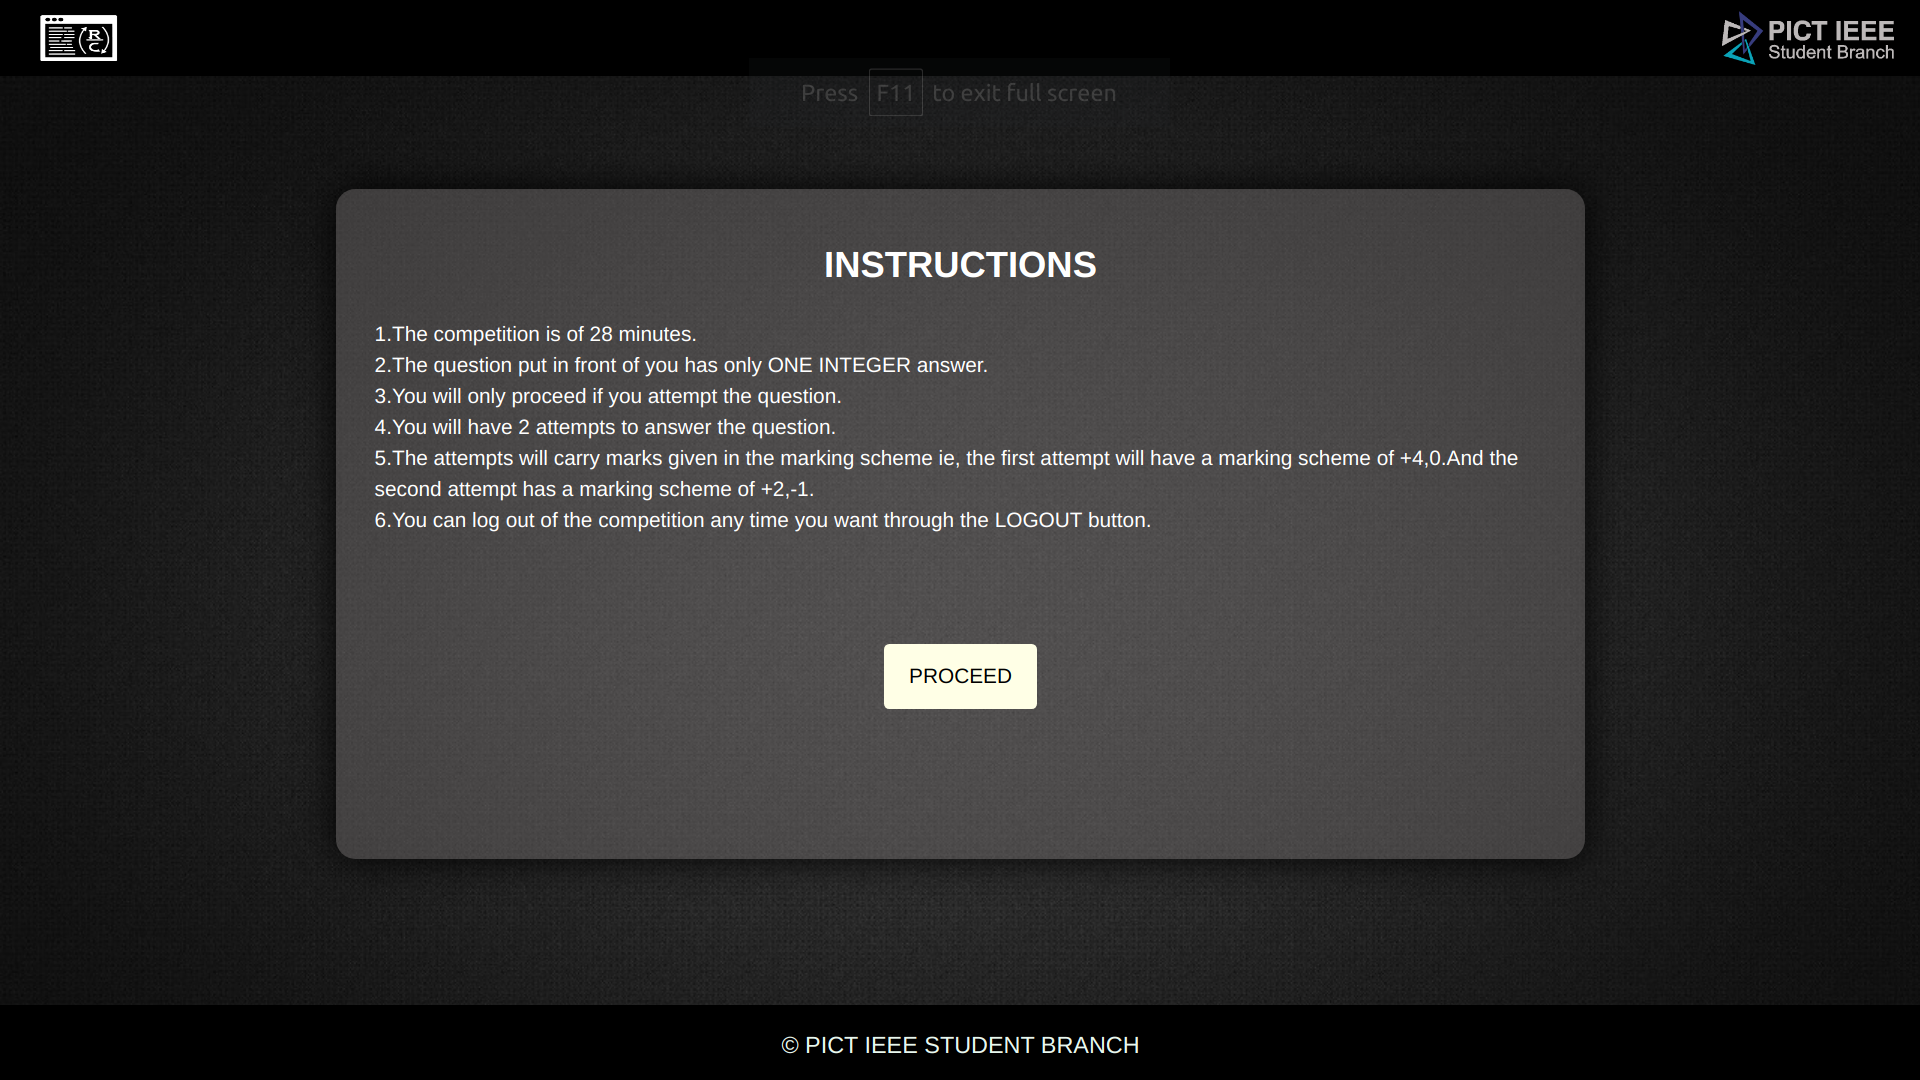 R
C
PICT IEEE
Student Branch
Press F11 to exit full screen
INSTRUCTIONS
1.The competition is of 28 minutes.
2.The question put in front of you has only ONE INTEGER answer.
3.You will only proceed if you attempt the question.
4.You will have 2 attempts to answer the question.
5.The attempts will carry marks given in the marking scheme ie, the first attempt will have a marking scheme of +4,0.And the
second attempt has a marking scheme of +2,-1.
6.You can log out of the competition any time you want through the LOGOUT button.
PROCEED
© PICT IEEE STUDENT BRANCH